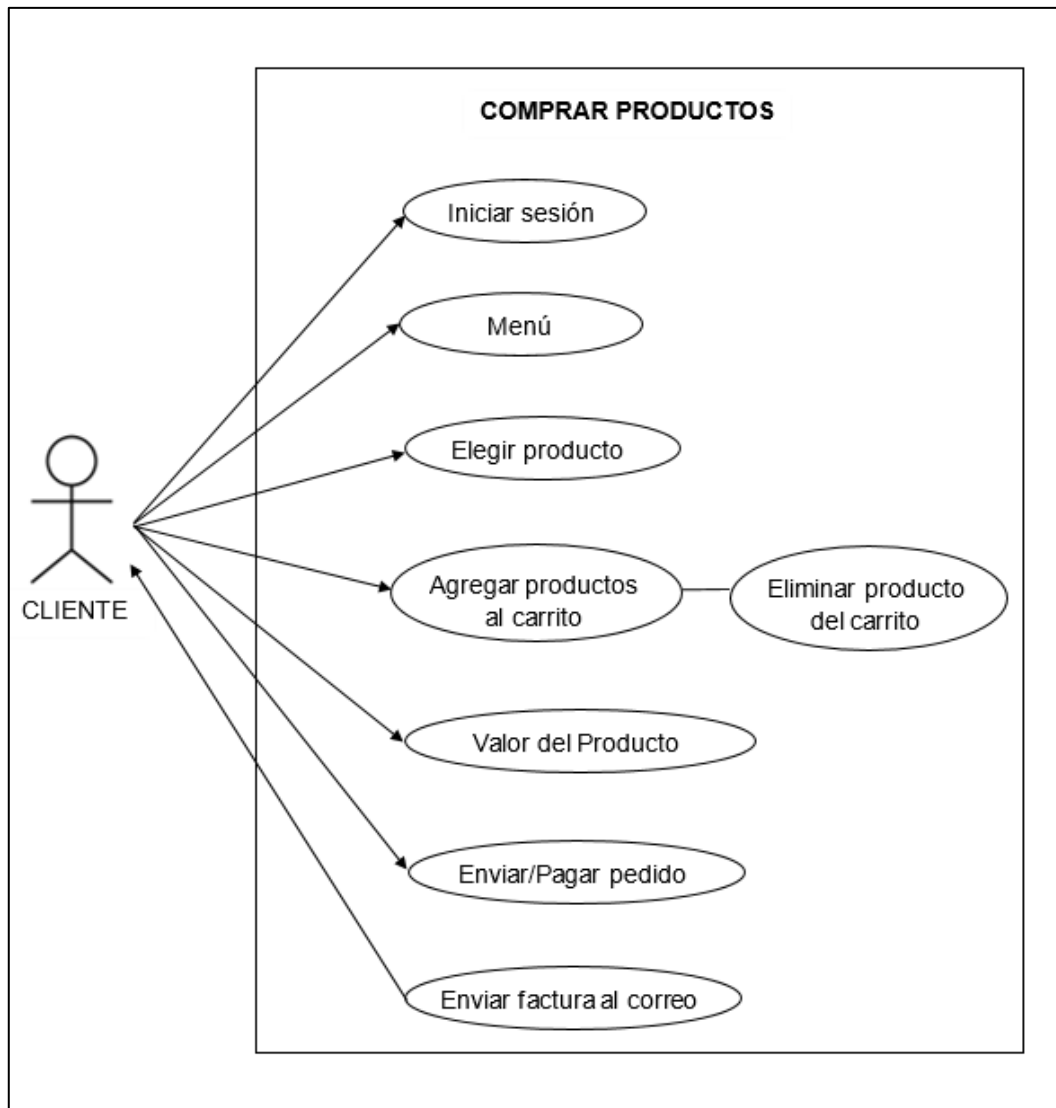 COMPRAR PRODUCTOS
Iniciar sesión
Menú
Elegir producto
Agregar productos
al carrito
Eliminar producto
del carrito
CLIENTE
Valor del Producto
Enviar/Pagar pedido
Enviar factura al correo